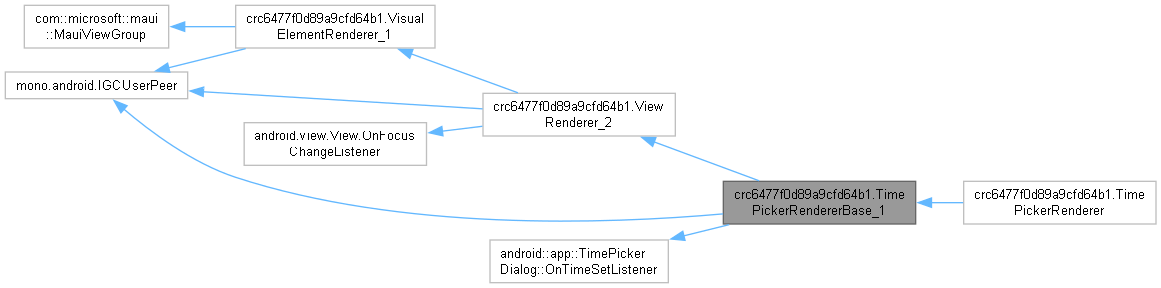 com::microsoft::maui
::MauiViewGroup
crc6477f0d89a9cfd64b1.Visual
ElementRenderer_1
mono.android.IGCUserPeer
crc6477f0d89a9cfd64b1.View
Renderer_2
android.view.View.OnFocus
ChangeListener
crc6477f0d89a9cfd64b1.Time
PickerRendererBase_1
crc6477f0d89a9cfd64b1.Time
PickerRenderer
android::app::TimePicker
Dialog::OnTimeSetListener